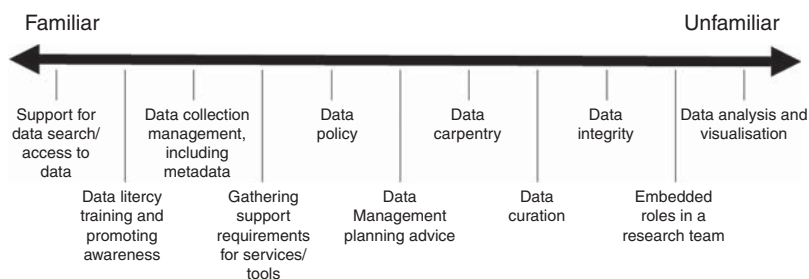 Familiar
Unfamiliar
Support for
data search/
access to
data
Data litercy
training and
promoting
awareness
Data collection
management,
including
metadata
Gathering
support
requirements
for services/
tools
Data
policy
Data
Management
planning advice
Data
carpentry
Data
curation
Data
integrity
Embedded
roles in a
research team
Data analysis and
visualisation